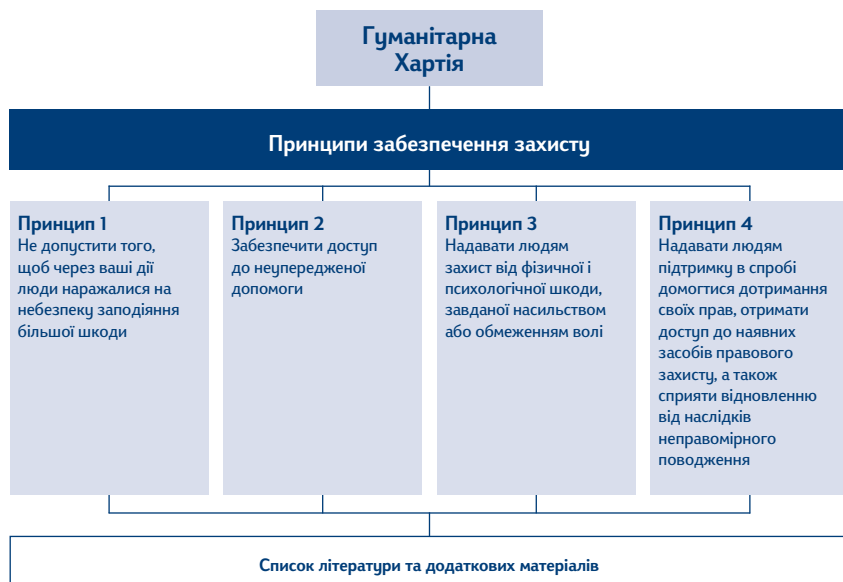 Гуманітарна
Хартія
Принципи забезпечення захисту
Принцип 1
Не допустити того,
щоб через ваші дії
люди наражалися на
небезпеку заподіяння
більшої шкоди
Принцип 2
Забезпечити доступ
до неупередженої
допомоги
Принцип 3
Надавати людям
захист від фізичної і
психологічної шкоди,
завданої насильством
або обмеженням волі
Принцип 4
Надавати людям
підтримку в спробі
домогтися дотримання
своїх прав, отримати
доступ до наявних
засобів правового
захисту, а також
сприяти відновленню
від наслідків
неправомірного
поводження
Список літератури та додаткових матеріалів